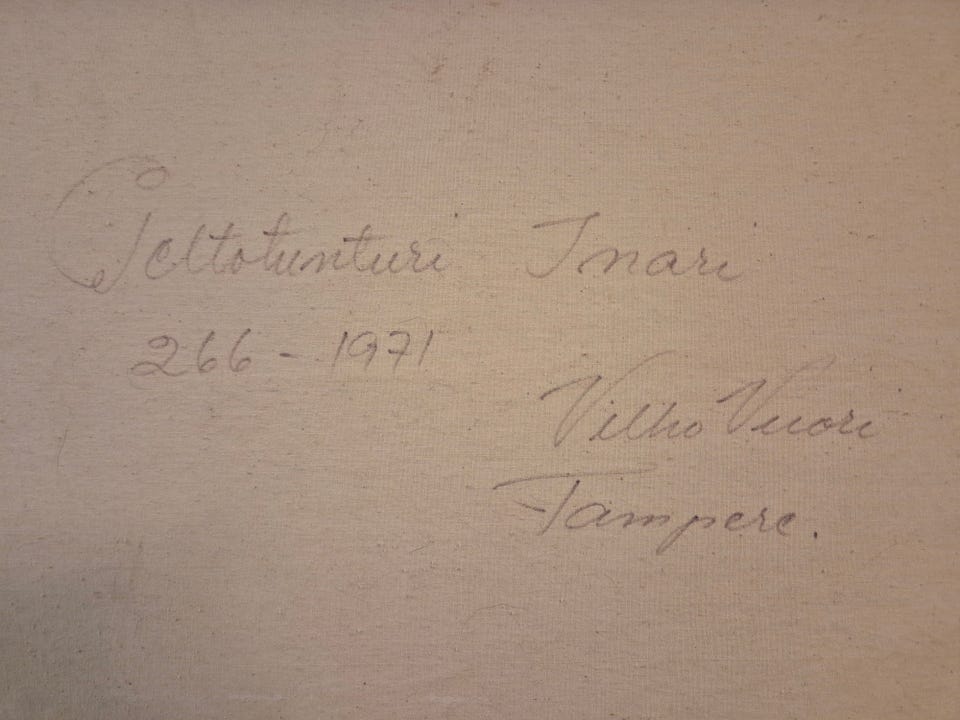 Peltotunturi Inari
266 - 1971
Vilho Vuori
Tampere.